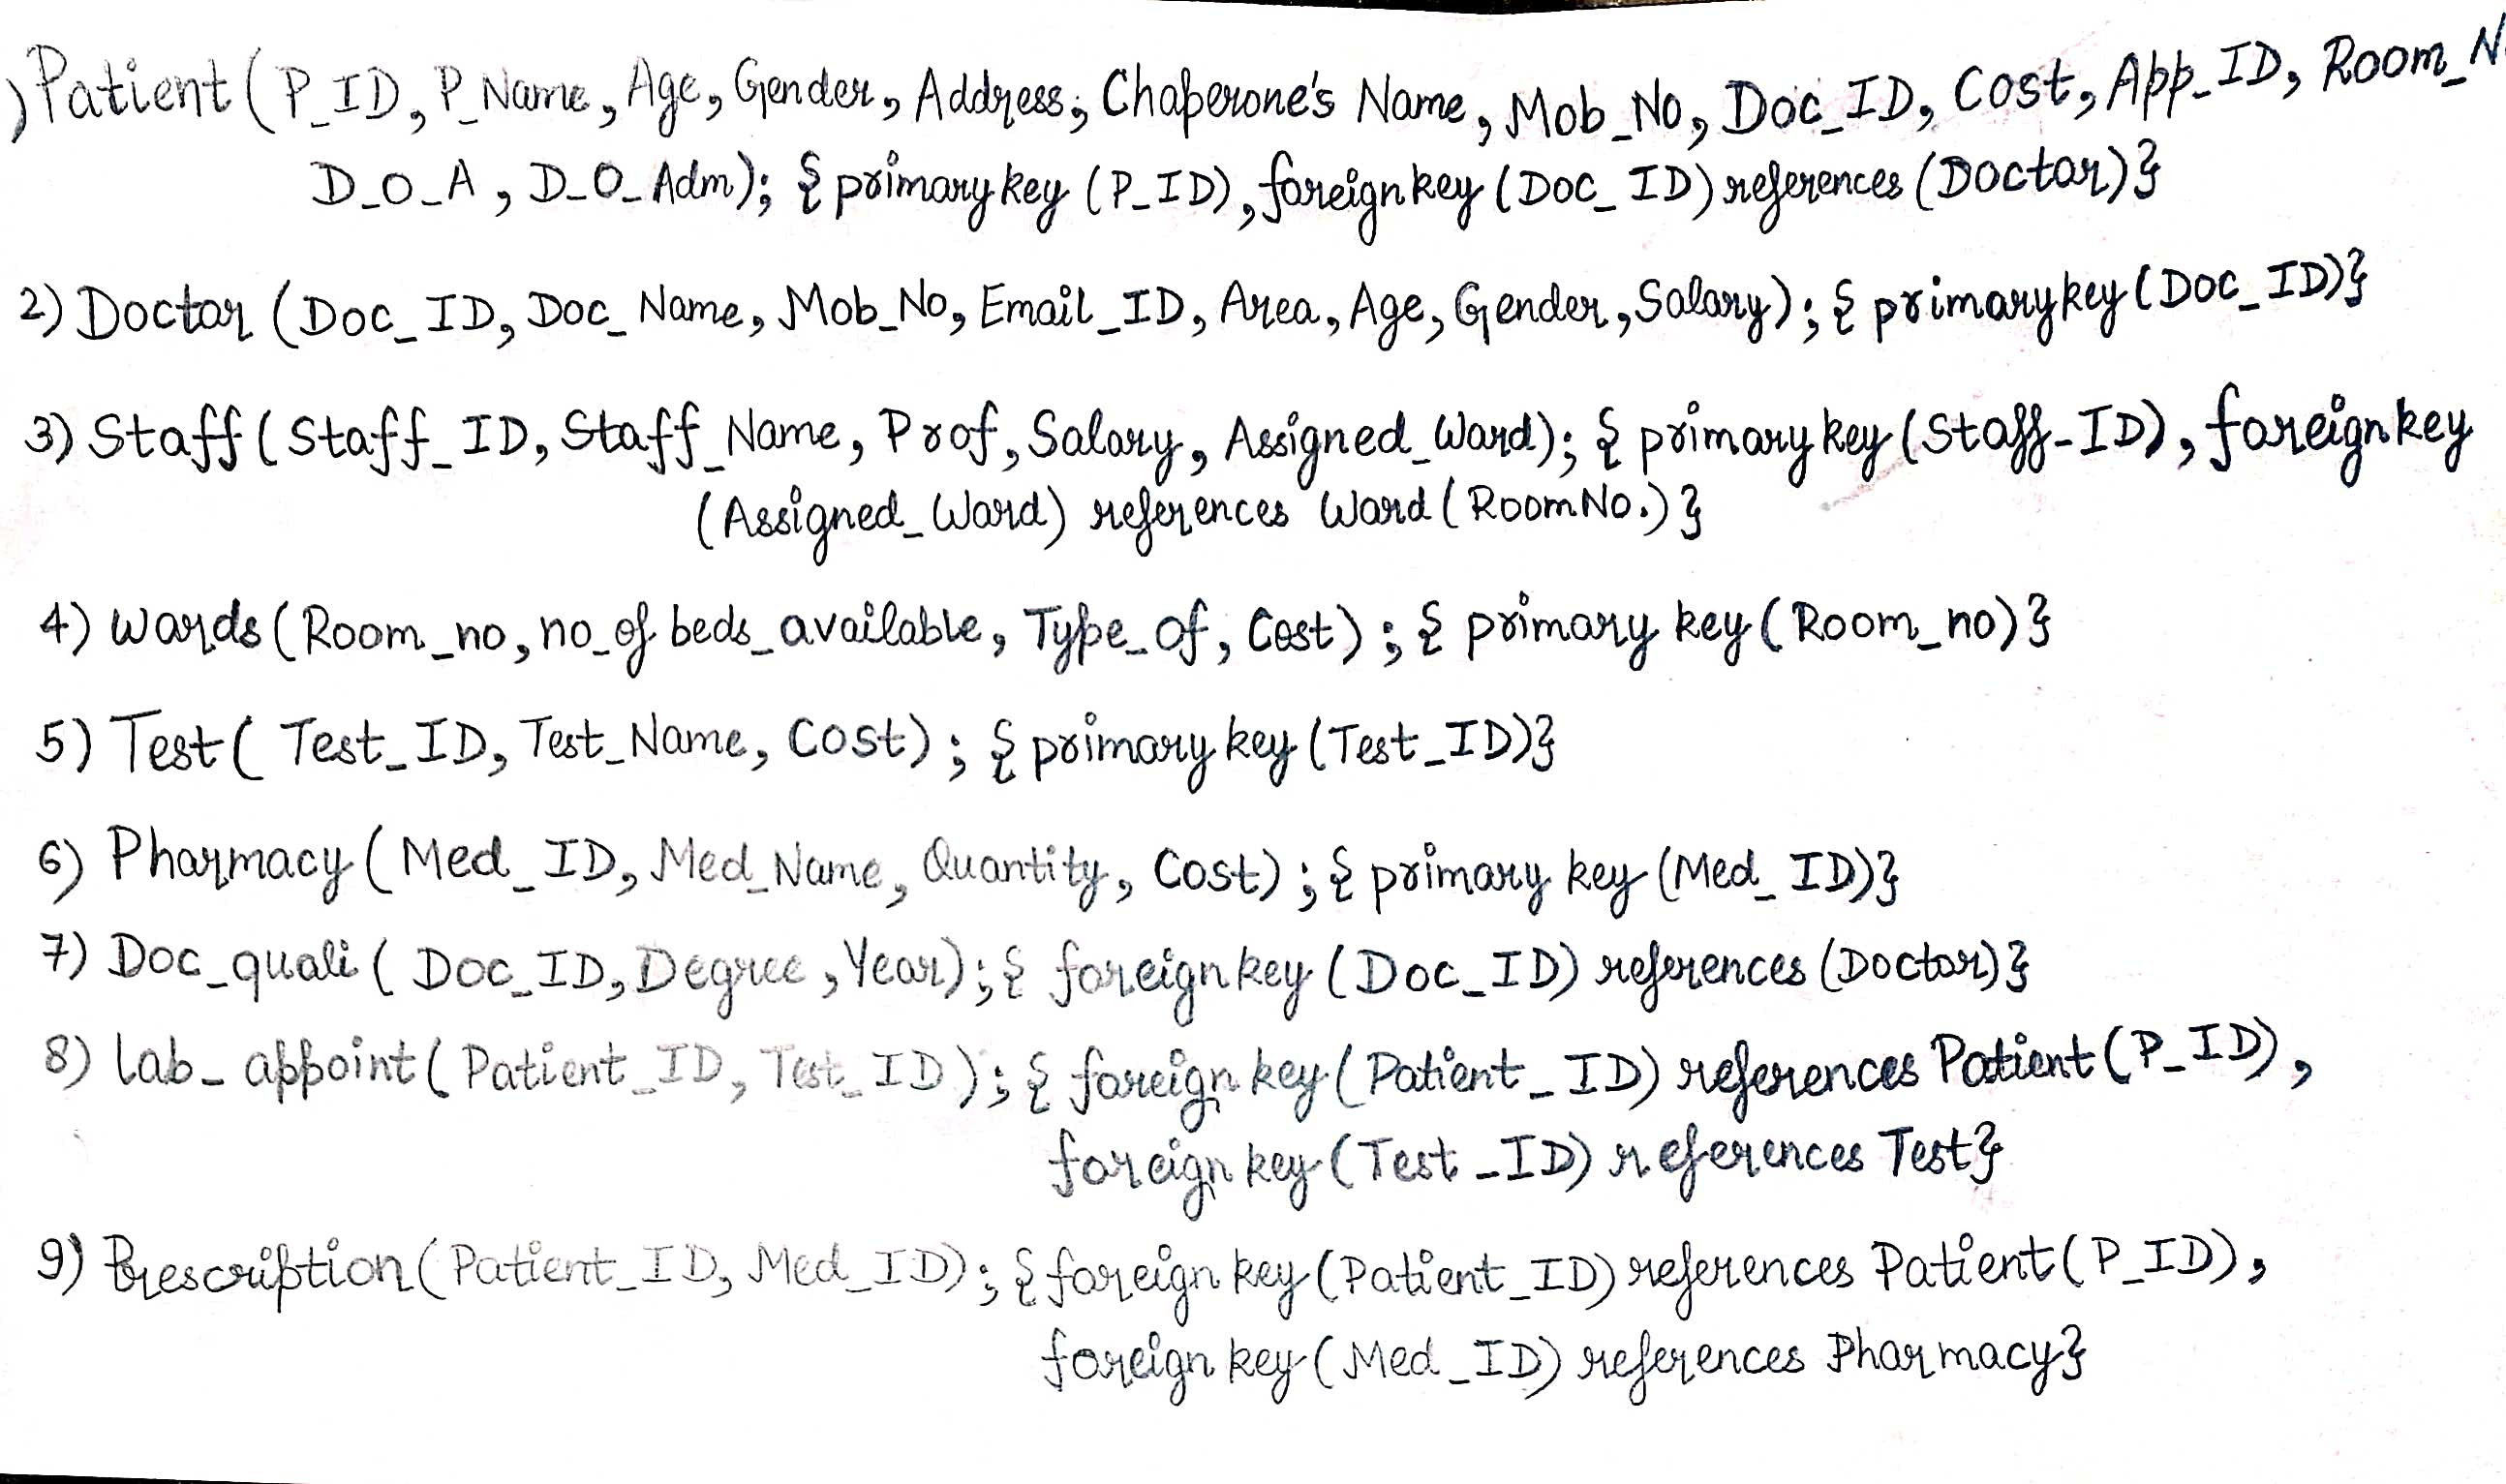 )Patient (P_ID, P_Name, Age, Gender, Address, Chaperone's Name, Mob_No, Doc_ID, Cost, App_ID, Room_N
D_O_A, D_O_Adm); {primary key (P_ID), foreign key (Doc_ID) references (Doctor)}
2) Doctor (Doc_ID, Doc_Name, Mob_No, Email_ID, Area, Age, Gender, Salary); {primary key (Doc_ID)}
3) Staff (Staff_ID, Staff_Name, Prof, Salary, Assigned_Ward); {primary key (Staff-ID), foreign key
(Assigned_Ward) references Ward (RoomNo.)}
4) Wards (Room_no, no_of beds_available, Type_of, Cost); {primary key (Room_no)}
5) Test (Test_ID, Test_Name, Cost); {primary key (Test_ID)}
6) Pharmacy (Med_ID, Med_Name, Quantity, Cost); {primary key (Med_ID)}
7) Doc_quali (Doc_ID, Degree, Year); {foreign key (Doc_ID) references (Doctor)}
8) lab_appoint (Patient_ID, Test_ID); {foreign key (Patient_ID) references Patient (P_ID),
foreign key (Test_ID) references Test}
9) Prescription (Patient_ID, Med_ID); {foreign key (Patient_ID) references Patient (P_ID),
foreign key (Med_ID) references Pharmacy}